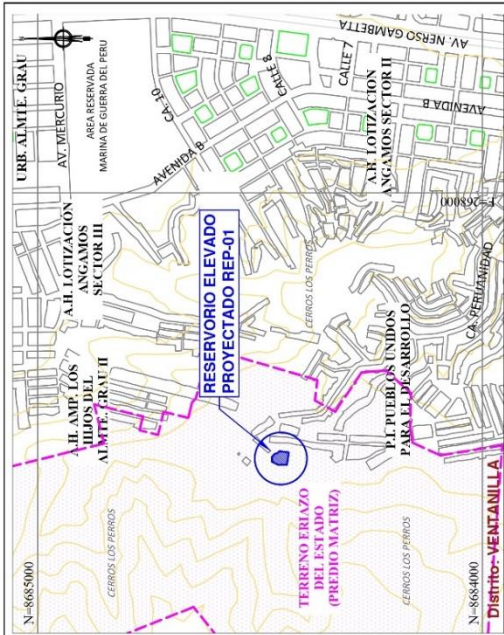 N=8685000
URB. ALMTE. GRAU
AV. MERCURIO
AREA RESERVADA
MARINA DE GUERRA DEL PERU
A.H. LOTIZACION
ANGAMOS
SECTOR III
A.H. AMP. LOS
HIJOS DEL
ALMTE. GRAU II
CERROS LOS PERROS
CA. 10
AVENIDA B
CALLE 8
CALLE 7
AV. NERSO GAMBETTA
RESERVORIO ELEVADO
PROYECTADO REP-01
CERROS LOS PERROS
A.H. LOTIZACION
ANGAMOS SECTOR II
AVENIDA B
TERRENO ERIAZO
DEL ESTADO
(PREDIO MATRIZ)
P.I. PUEBLOS UNIDOS
PARA EL DESARROLLO
CERROS LOS PERROS
CA. PERUANIDAD
E=268000
N=8684000
Distrito: VENTANILLA